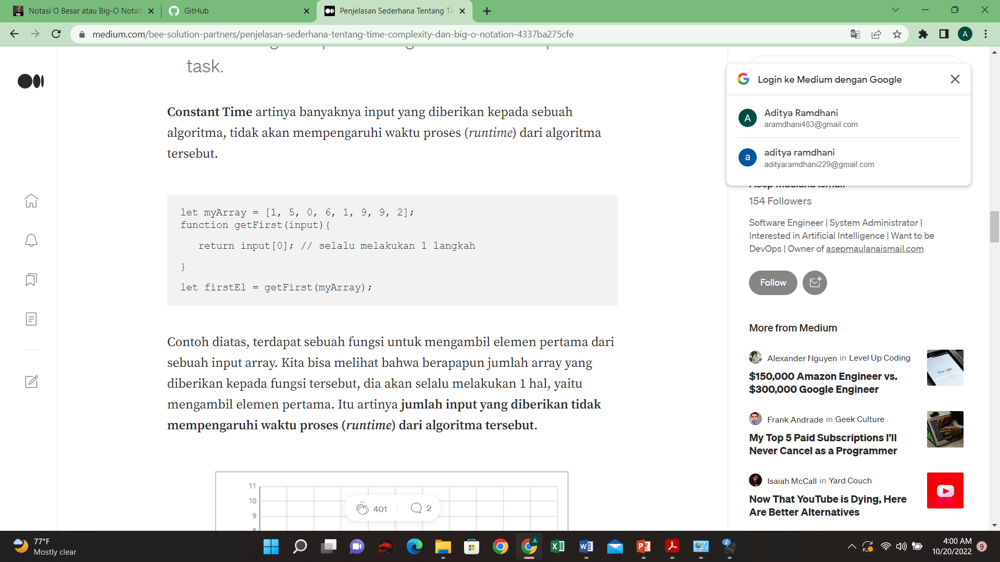 Notasi O Besar atau Big-O Notat
GitHub
Penjelasan Sederhana Tentang Ti
medium.com/bee-solution-partners/penjelasan-sederhana-tentang-time-complexity-dan-big-o-notation-4337ba275cfe
A
task.
Constant Time artinya banyaknya input yang diberikan kepada sebuah
algoritma, tidak akan mempengaruhi waktu proses (runtime) dari algoritma
tersebut.
let myArray = [1, 5, 0, 6, 1, 9, 9, 2];
function getFirst(input){
return input[0]; // selalu melakukan 1 langkah
}
let firstEl = getFirst(myArray);
Contoh diatas, terdapat sebuah fungsi untuk mengambil elemen pertama dari
sebuah input array. Kita bisa melihat bahwa berapapun jumlah array yang
diberikan kepada fungsi tersebut, dia akan selalu melakukan 1 hal, yaitu
mengambil elemen pertama. Itu artinya jumlah input yang diberikan tidak
mempengaruhi waktu proses (runtime) dari algoritma tersebut.
11
10
9
8
401
2
Login ke Medium dengan Google
A
Aditya Ramdhani
aramdhani483@gmail.com
a
aditya ramdhani
adityaramdhani229@gmail.com
Asep Maulana Ismail
154 Followers
Software Engineer | System Administrator |
Interested in Artificial Intelligence | Want to be
DevOps | Owner of asepmaulanaismail.com
Follow
More from Medium
Alexander Nguyen in Level Up Coding
$150,000 Amazon Engineer vs.
$300,000 Google Engineer
Google
Frank Andrade in Geek Culture
My Top 5 Paid Subscriptions I’ll
Never Cancel as a Programmer
Isaiah McCall in Yard Couch
Now That YouTube is Dying, Here
Are Better Alternatives
77°F
Mostly clear
4:00 AM
10/20/2022
9